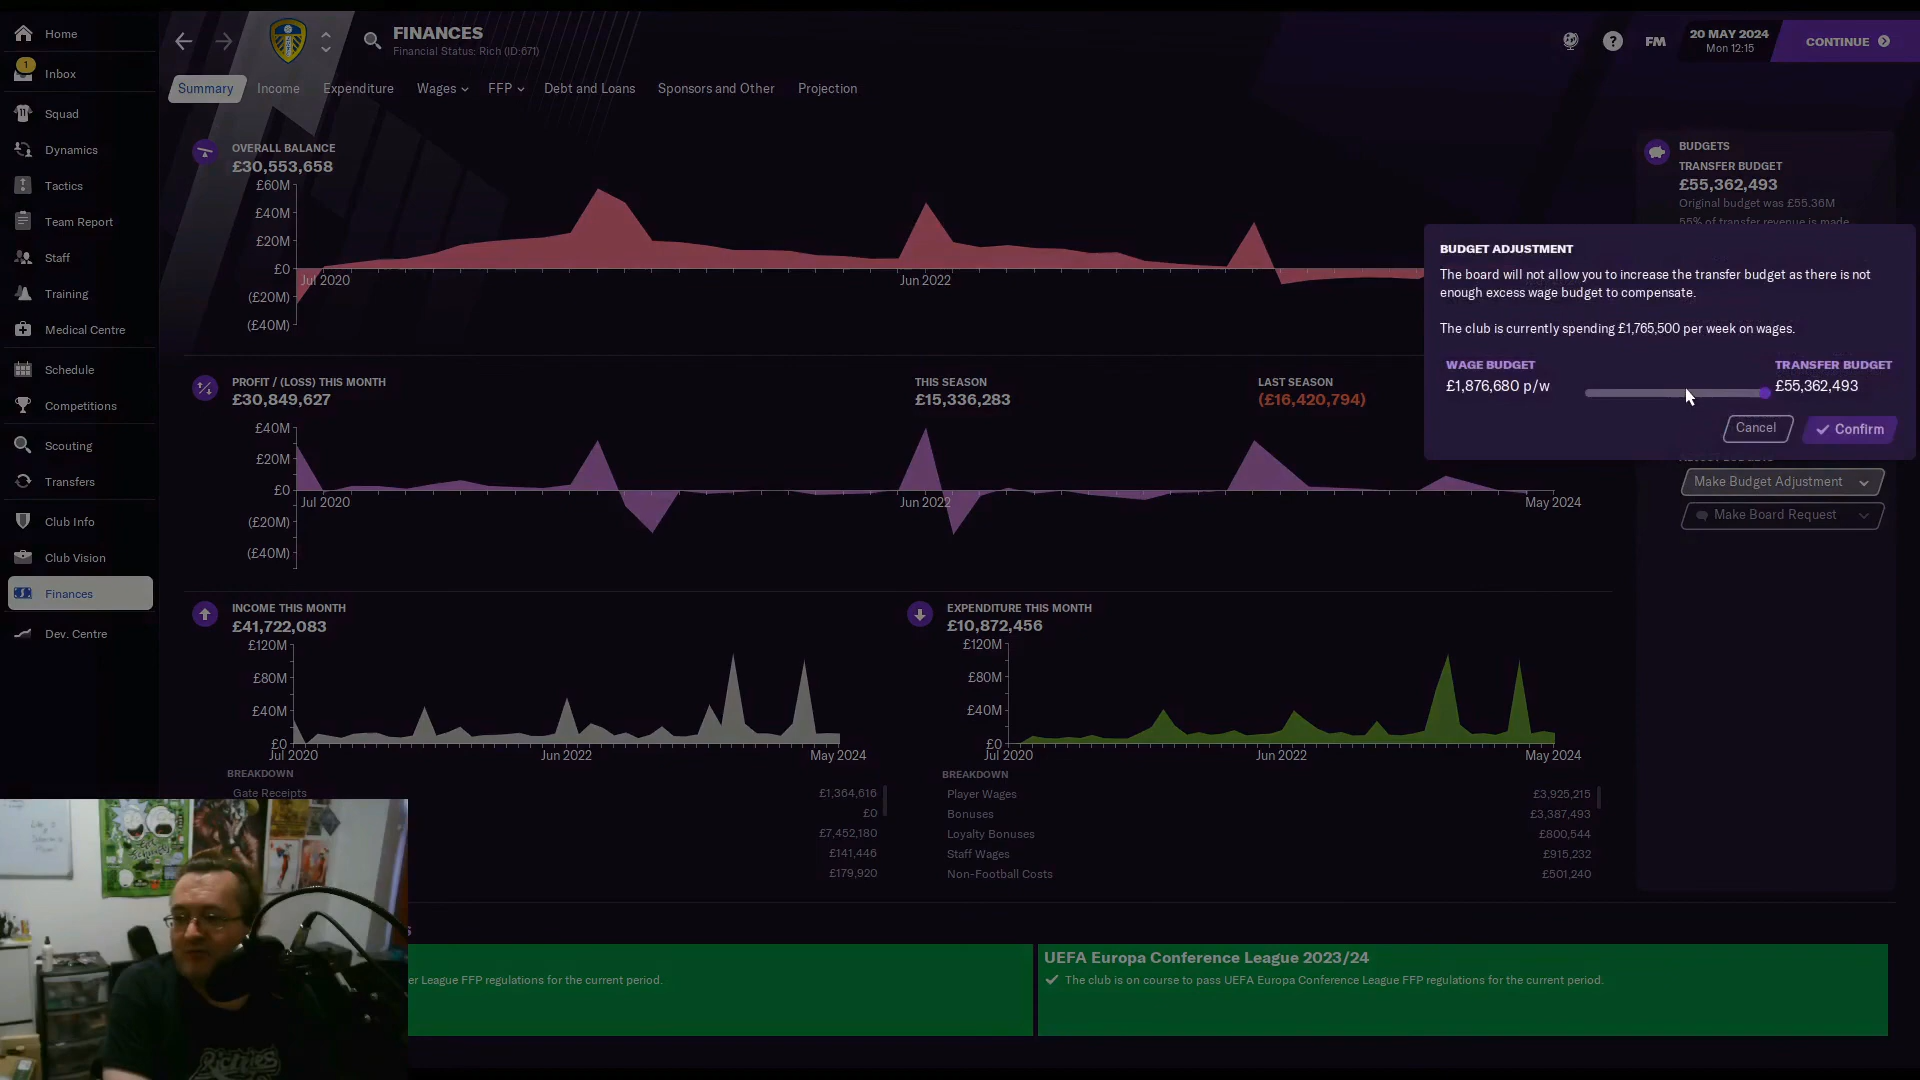 Home
FINANCES
Financial Status: Rich (ID:671)
FM
20 MAY 2024
Mon 12:15
CONTINUE
1
Inbox
Summary
Income
Expenditure
Wages
FFP
Debt and Loans
Sponsors and Other
Projection
Squad
Dynamics
Tactics
Team Report
Staff
Training
Medical Centre
Schedule
Competitions
Scouting
Transfers
Club Info
Club Vision
Finances
Dev. Centre
OVERALL BALANCE
£30,553,658
£60M
£40M
£20M
£0
(£20M)
(£40M)
Jul 2020
Jun 2022
BUDGETS
TRANSFER BUDGET
£55,362,493
Original budget was £55.36M
55% of transfer revenue is made
BUDGET ADJUSTMENT
The board will not allow you to increase the transfer budget as there is not
enough excess wage budget to compensate.
The club is currently spending £1,765,500 per week on wages.
WAGE BUDGET
£1,876,680 p/w
TRANSFER BUDGET
£55,362,493
Cancel
Confirm
Make Budget Adjustment
Make Board Request
PROFIT / (LOSS) THIS MONTH
£30,849,627
THIS SEASON
£15,336,283
LAST SEASON
(£16,420,794)
£40M
£20M
£0
(£20M)
(£40M)
Jul 2020
Jun 2022
May 2024
INCOME THIS MONTH
£41,722,083
£120M
£80M
£40M
£0
Jul 2020
Jun 2022
May 2024
BREAKDOWN
Gate Receipts
£1,364,616
£0
£7,452,180
£141,446
£179,920
EXPENDITURE THIS MONTH
£10,872,456
£120M
£80M
£40M
£0
Jul 2020
Jun 2022
May 2024
BREAKDOWN
Player Wages £3,925,215
Bonuses £3,387,493
Loyalty Bonuses £800,544
Staff Wages £915,232
Non-Football Costs £501,240
er League FFP regulations for the current period.
UEFA Europa Conference League 2023/24
The club is on course to pass UEFA Europa Conference League FFP regulations for the current period.